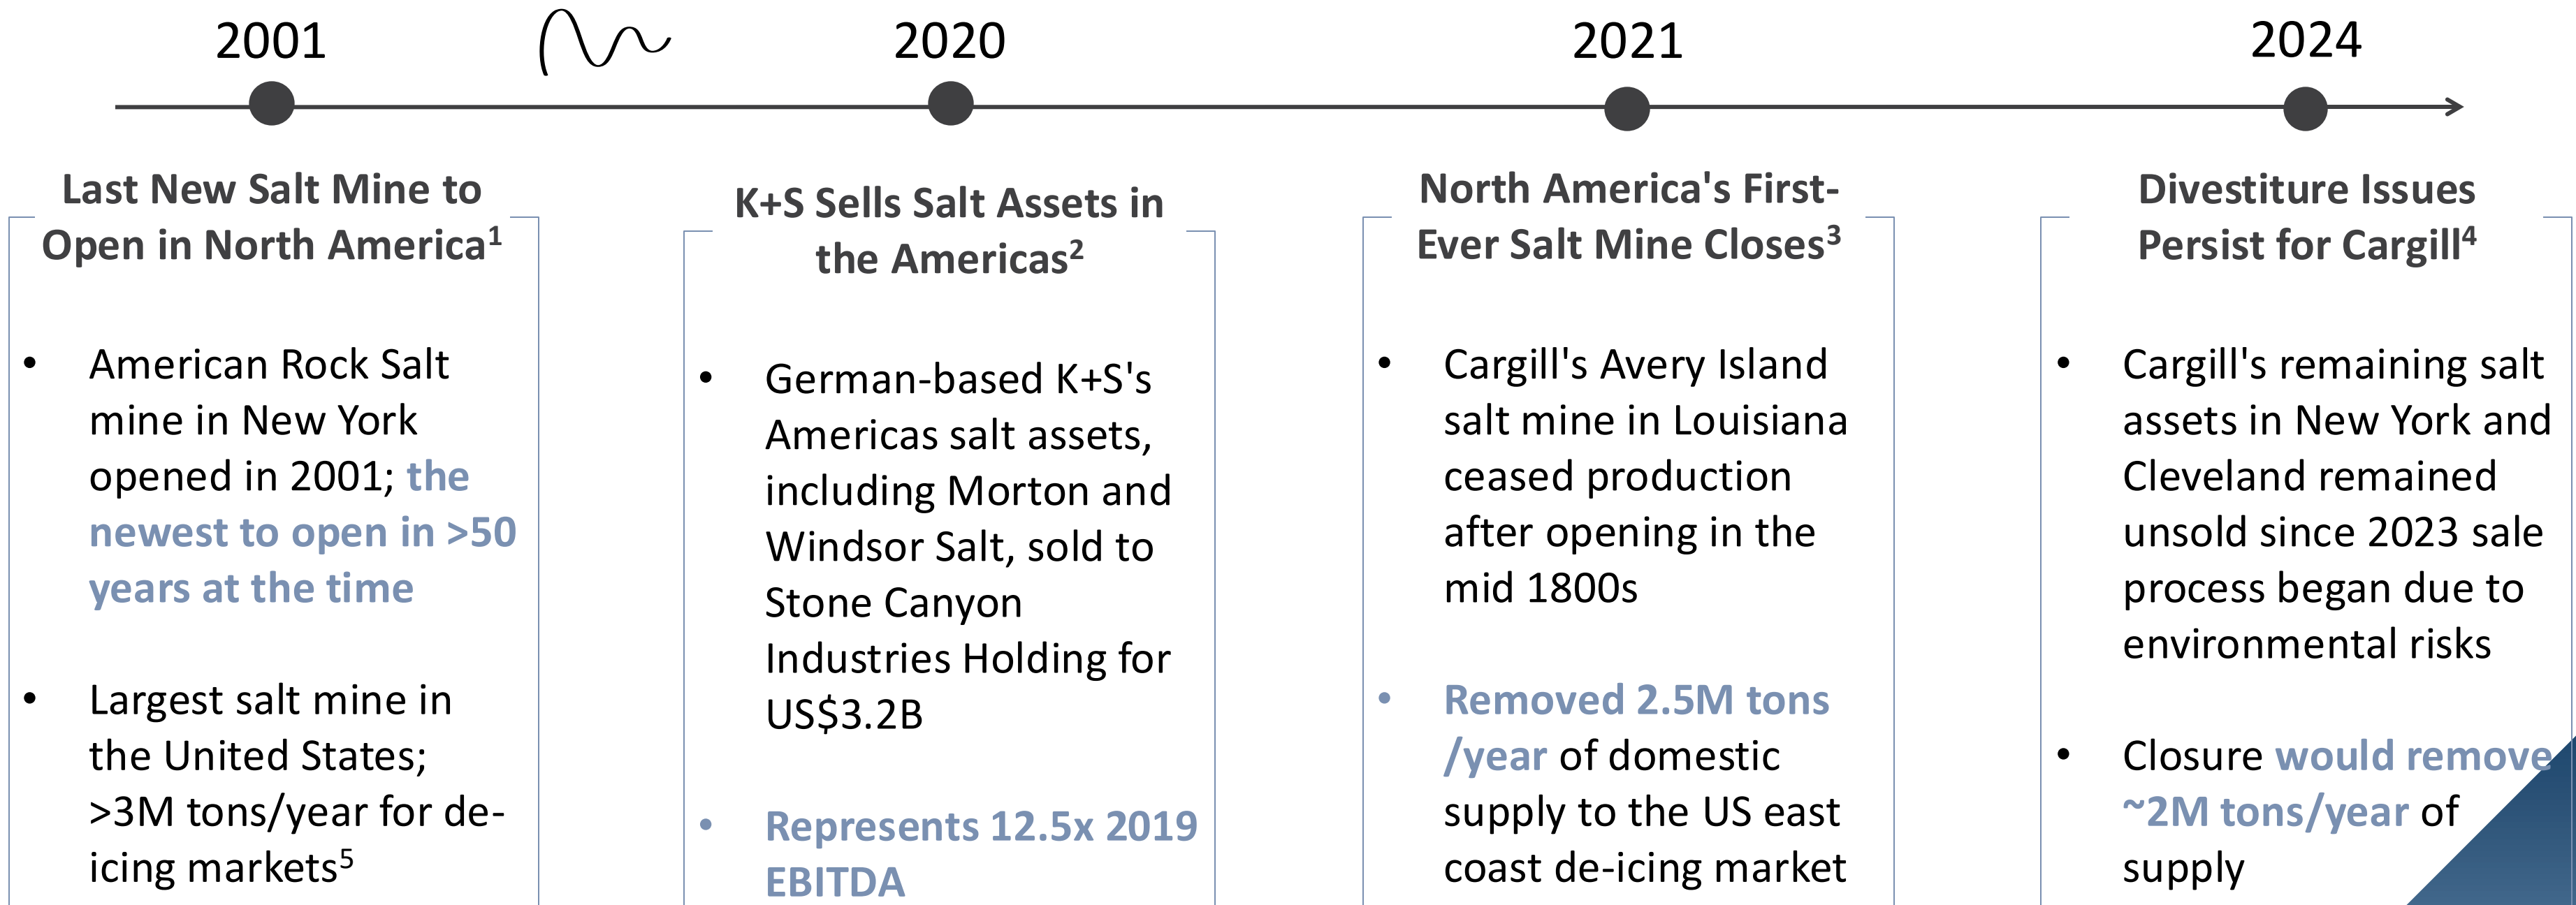 2001
2020
2021
2024
Last New Salt Mine to
Open in North America¹
• American Rock Salt
mine in New York
opened in 2001; the
newest to open in >50
years at the time
• Largest salt mine in
the United States;
>3M tons/year for de-
icing markets⁵
K+S Sells Salt Assets in
the Americas²
• German-based K+S's
Americas salt assets,
including Morton and
Windsor Salt, sold to
Stone Canyon
Industries Holding for
US$3.2B
• Represents 12.5x 2019
EBITDA
North America's First-
Ever Salt Mine Closes³
• Cargill's Avery Island
salt mine in Louisiana
ceased production
after opening in the
mid 1800s
• Removed 2.5M tons
/year of domestic
supply to the US east
coast de-icing market
Divestiture Issues
Persist for Cargill⁴
• Cargill's remaining salt
assets in New York and
Cleveland remained
unsold since 2023 sale
process began due to
environmental risks
• Closure would remove
~2M tons/year of
supply